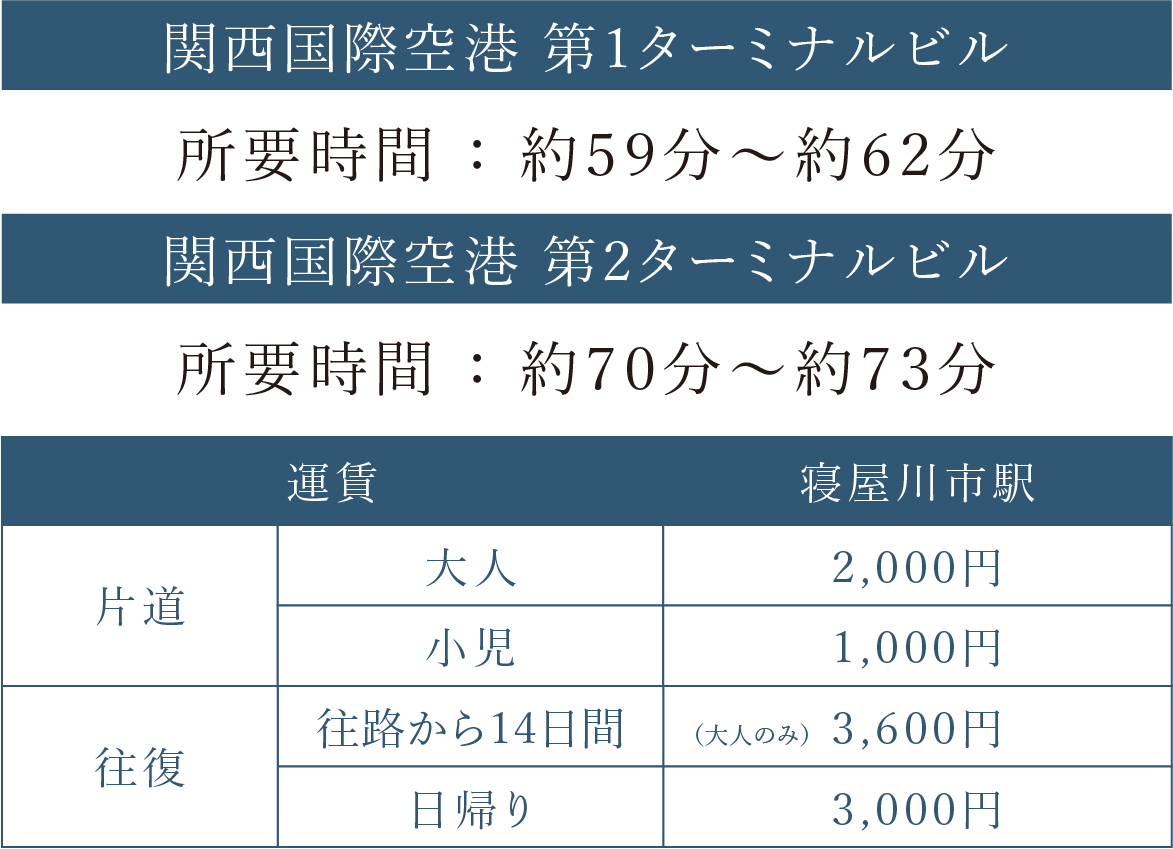 関西国際空港 第1ターミナルビル
所要時間：約59分〜約62分
関西国際空港 第2ターミナルビル
所要時間：約70分〜約73分
運賃 寝屋川市駅
片道 大人 2,000円
小児 1,000円
往復 往路から14日間 （大人のみ）3,600円
日帰り 3,000円